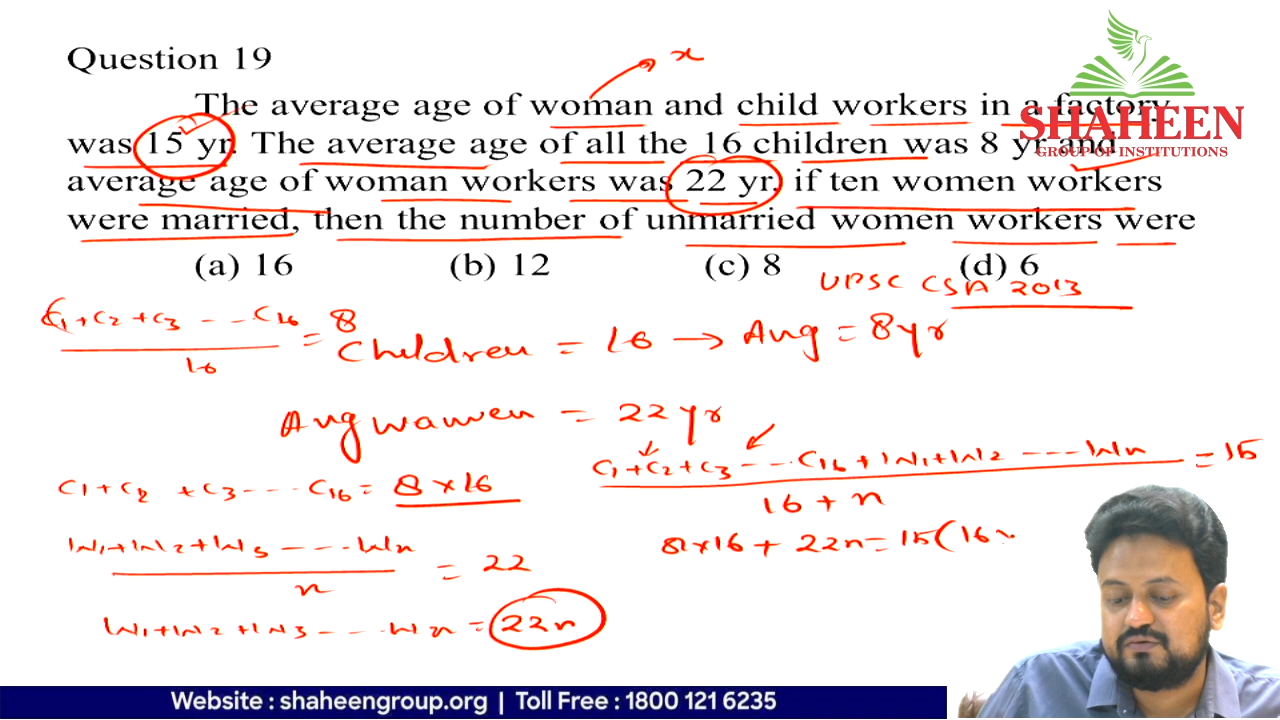 Question 19
x
The average age of woman and child workers in a factory
was 15 yr. The average age of all the 16 children was 8 yr and
average age of woman workers was 22 yr. if ten women workers
were married, then the number of unmarried women workers were
(a) 16 (b) 12 (c) 8 (d) 6
SHAHEEN
GROUP OF INSTITUTIONS
UPSC CSA 2013
C1+C2+C3 ....C16 / 16 = 8
Children = 16 → Avg = 8yr
Avg wamen = 22 yr
C1+C2+C3 ....C16 + W1+W2 ....Wn / 16+n = 15
C1+C2 +C3....C16 = 8×16
8×16 + 22n = 15(16
W1+W2+W3 .....Wn / n = 22
W1+W2+W3 ....Wn = 22n
Website : shaheengroup.org | Toll Free : 1800 121 6235